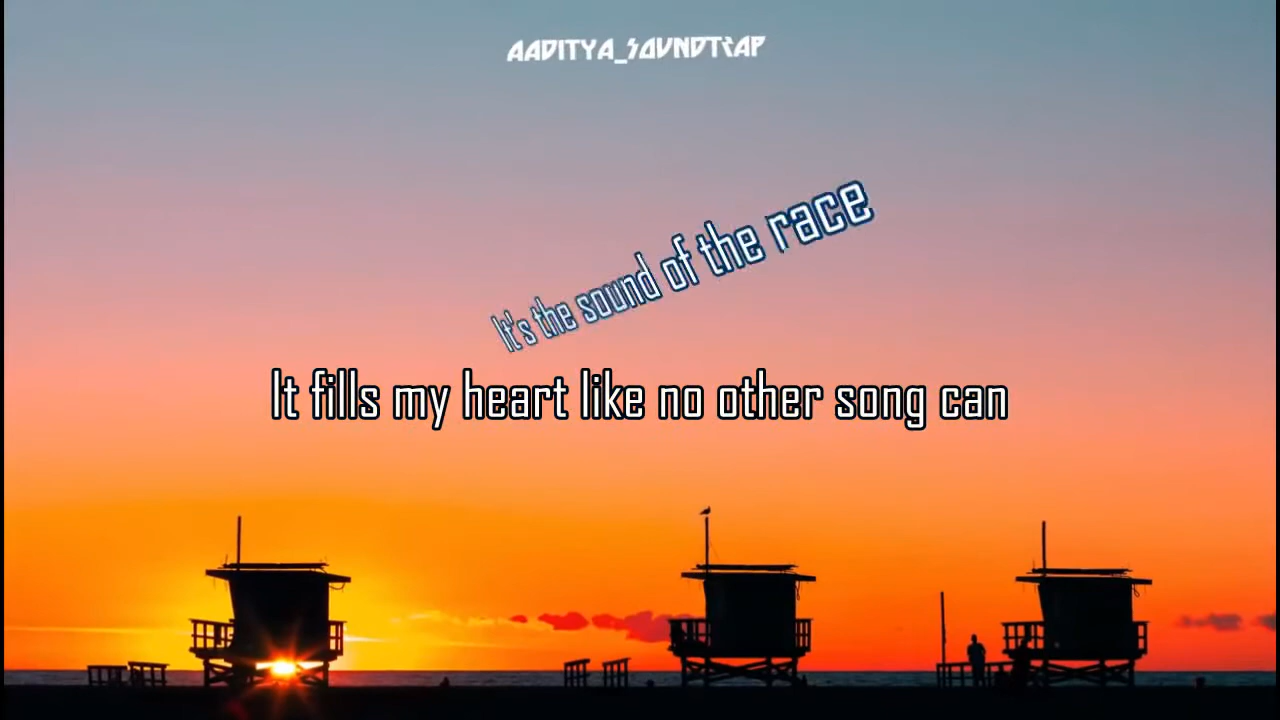 AADITYA_SOUNDTRAP
It's the sound of the race
It fills my heart like no other song can